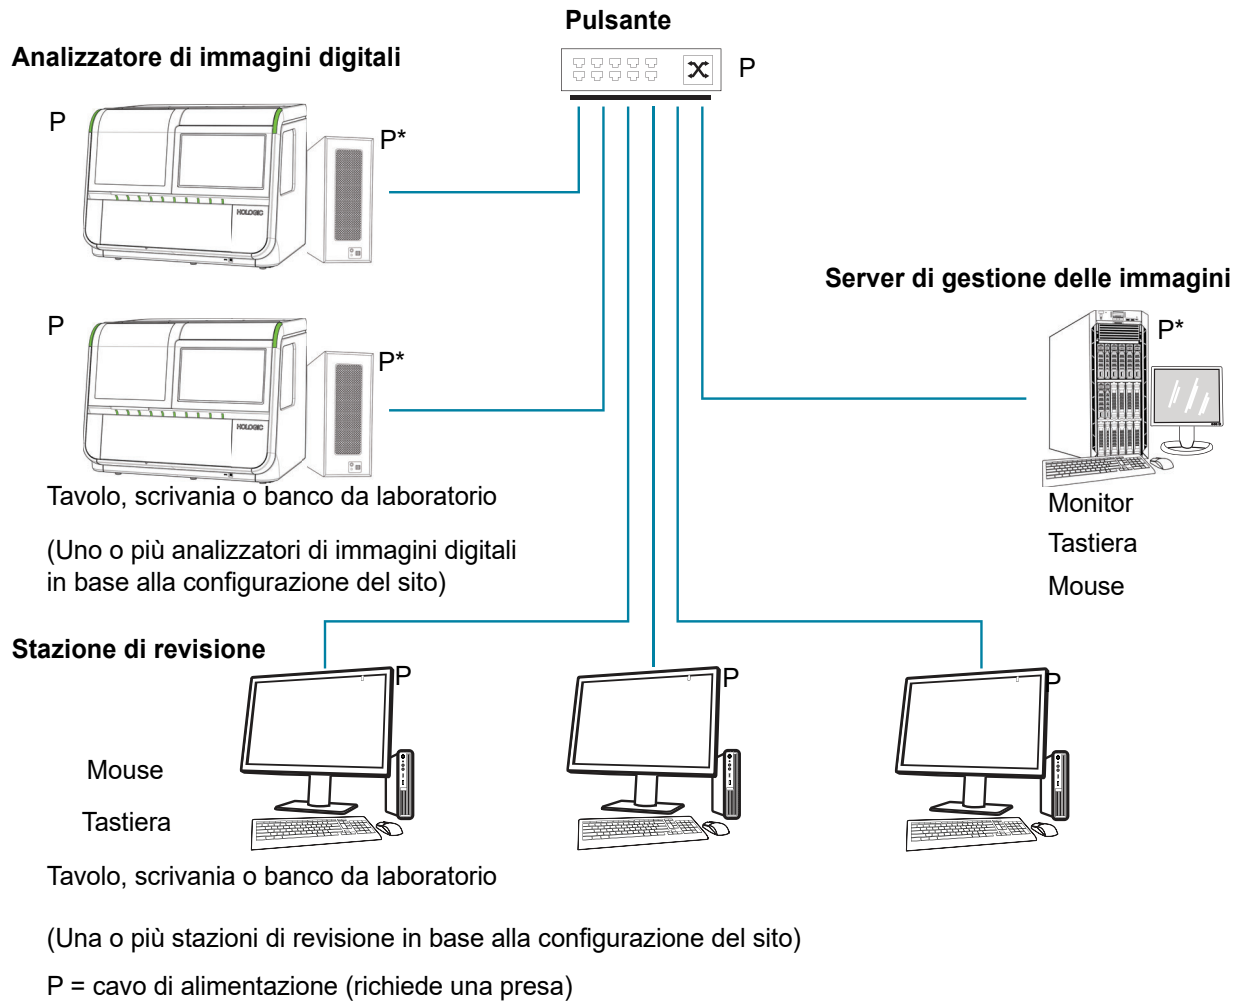 Pulsante
Analizzatore di immagini digitali
P
P
P*
HOLOGIC
Server di gestione delle immagini
P
P*
P*
HOLOGIC
Tavolo, scrivania o banco da laboratorio
Monitor
(Uno o più analizzatori di immagini digitali
in base alla configurazione del sito)
Tastiera
Mouse
Stazione di revisione
P
P
P
Mouse
Tastiera
Tavolo, scrivania o banco da laboratorio
(Una o più stazioni di revisione in base alla configurazione del sito)
P = cavo di alimentazione (richiede una presa)